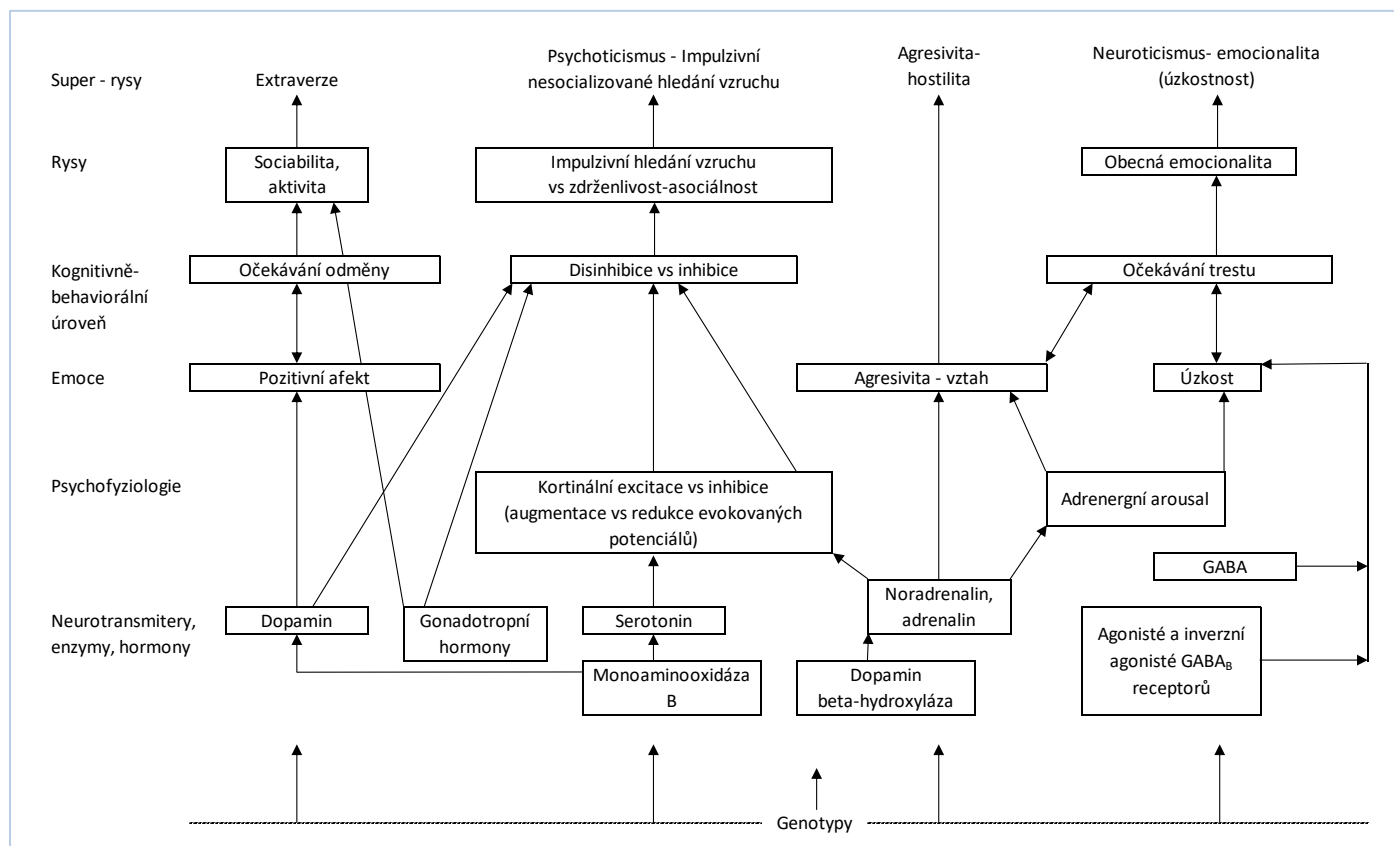 Super - rysy
Extraverze
Psychoticismus - Impulzivní
nesocializované hledání vzruchu
Agresivita-
hostilita
Neuroticismus- emocionalita
(úzkostnost)
Rysy
Sociabilita,
aktivita
Impulzivní hledání vzruchu
vs zdrženlivost-asociálnost
Obecná emocionalita
Kognitivně-
behaviorální
úroveň
Očekávání odměny
Disinhibice vs inhibice
Očekávání trestu
Emoce
Pozitivní afekt
Agresivita - vztah
Úzkost
Psychofyziologie
Kortinální excitace vs inhibice
(augmentace vs redukce evokovaných
potenciálů)
Adrenergní arousal
GABA
Neurotransmitery,
enzymy, hormony
Dopamin
Gonadotropní
hormony
Serotonin
Noradrenalin,
adrenalin
Monoaminooxidáza
B
Dopamin
beta-hydroxyláza
Agonisté a inverzní
agonisté GABAB
receptorů
Genotypy